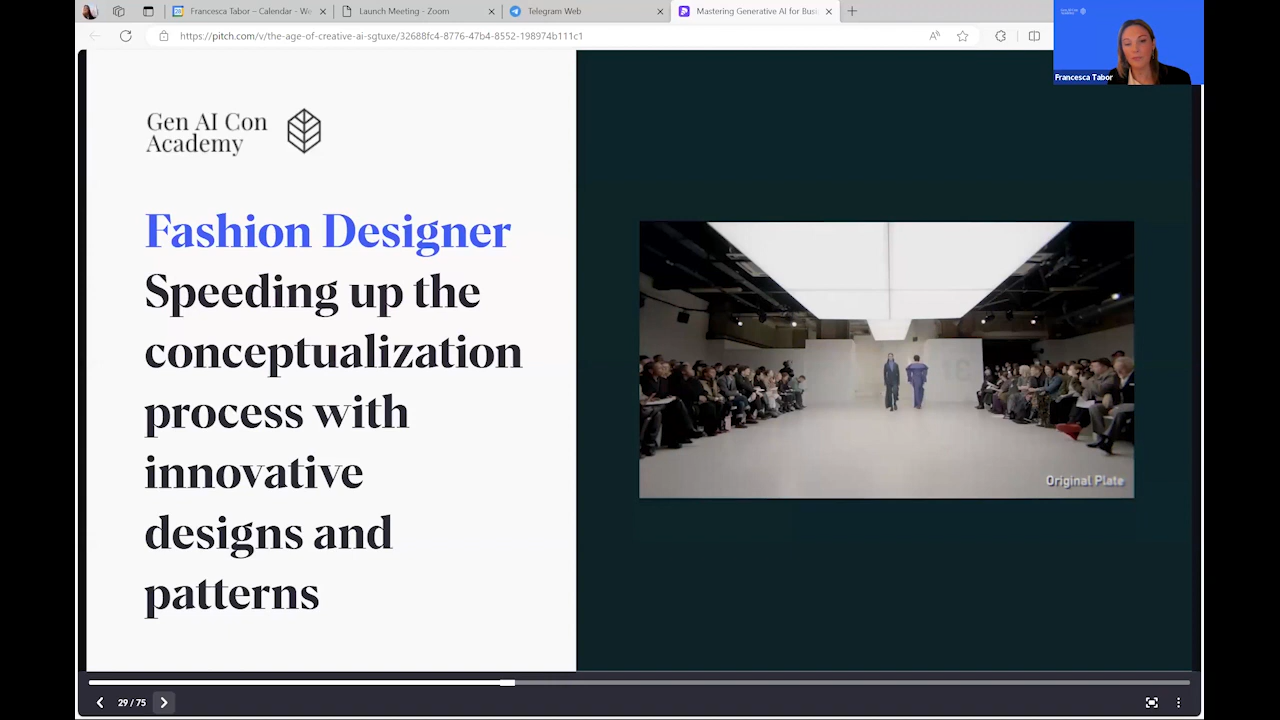 Francesca Tabor – Calendar - We
Launch Meeting - Zoom
Telegram Web
Mastering Generative AI for Busi
https://pitch.com/v/the-age-of-creative-ai-sgtuxe/32688fc4-8776-47b4-8552-198974b111c1
Francesca Tabor
Gen AI Con
Academy
Fashion Designer
Speeding up the
conceptualization
process with
innovative
designs and
patterns
Original Plate
29 / 75